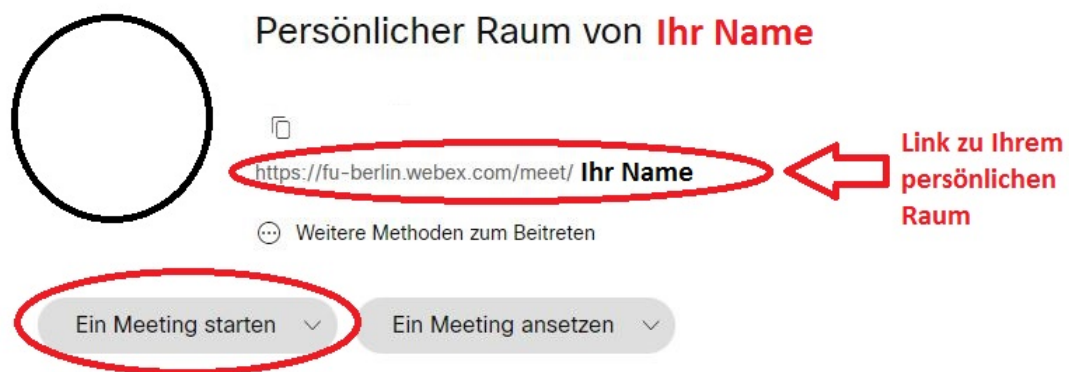 Persönlicher Raum von Ihr Name
https://fu-berlin.webex.com/meet/ Ihr Name
Link zu Ihrem
persönlichen
Raum
Weitere Methoden zum Beitreten
Ein Meeting starten
Ein Meeting ansetzen